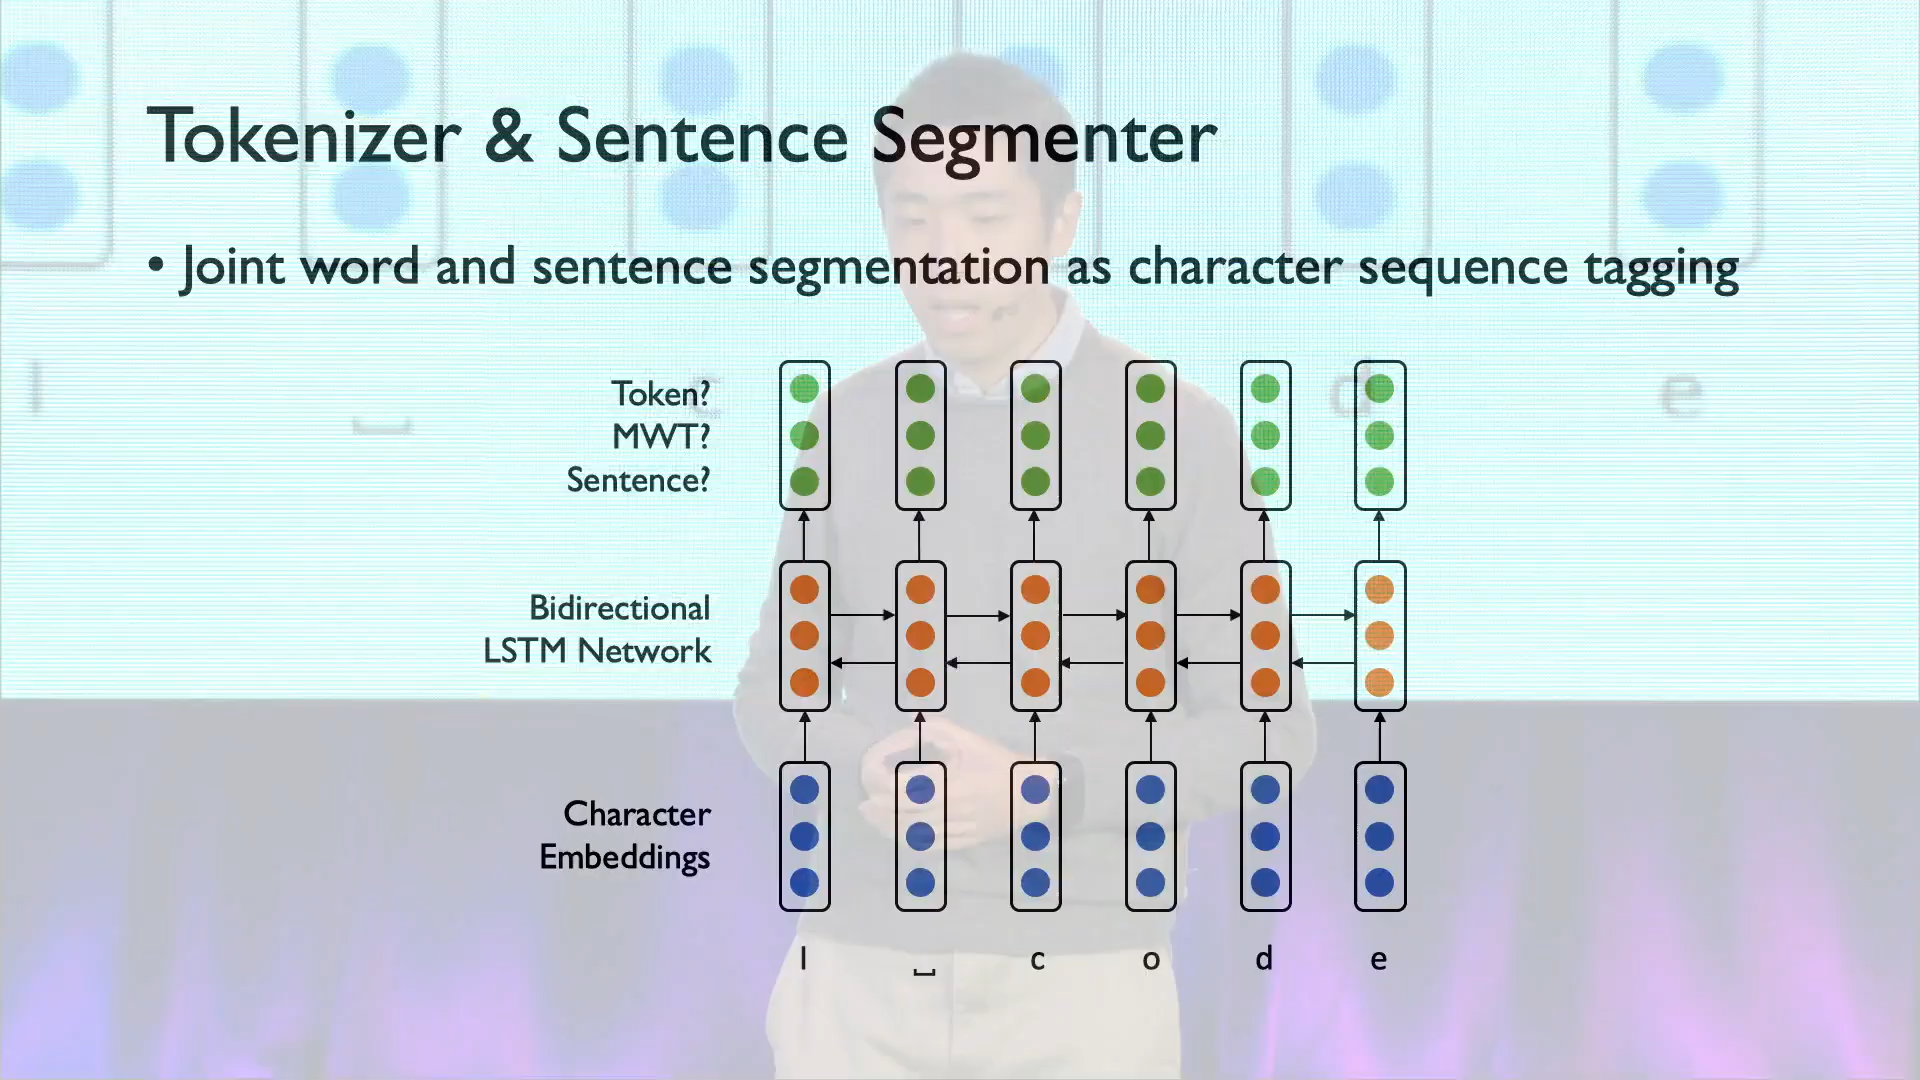 Tokenizer & Sentence Segmenter
• Joint word and sentence segmentation as character sequence tagging
Token?
MWT?
Sentence?
Bidirectional
LSTM Network
Character
Embeddings
I ⎵ c o d e
I ⎵ c d e